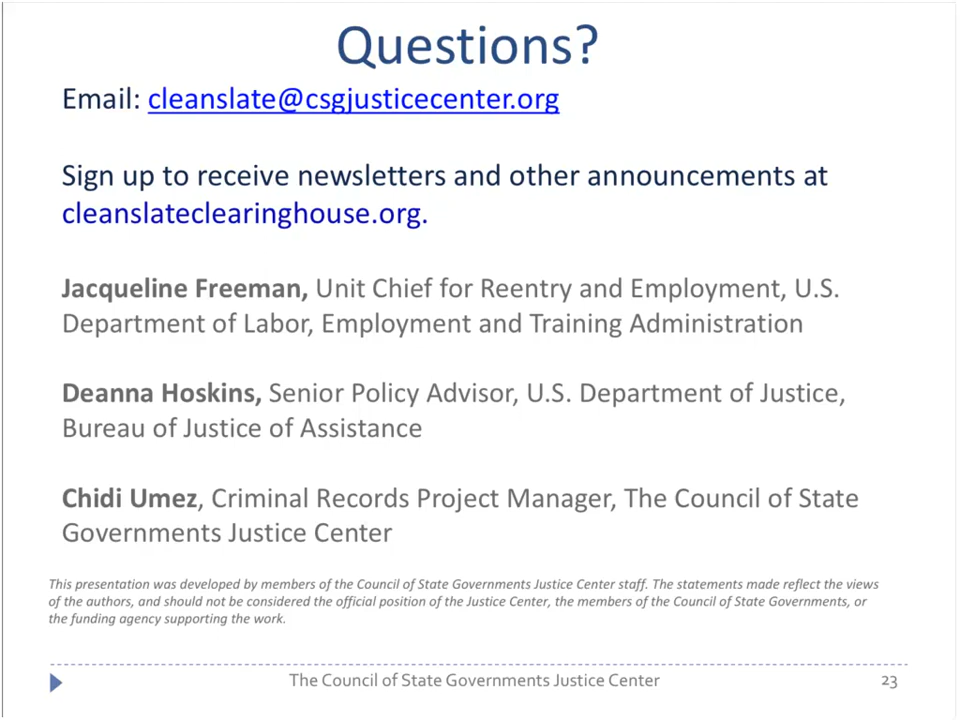 Questions?
Email: cleanslate@csgjusticecenter.org
Sign up to receive newsletters and other announcements at
cleanslateclearinghouse.org.
Jacqueline Freeman, Unit Chief for Reentry and Employment, U.S.
Department of Labor, Employment and Training Administration
Deanna Hoskins, Senior Policy Advisor, U.S. Department of Justice,
Bureau of Justice of Assistance
Chidi Umez, Criminal Records Project Manager, The Council of State
Governments Justice Center
This presentation was developed by members of the Council of State Governments Justice Center staff. The statements made reflect the views
of the authors, and should not be considered the official position of the Justice Center, the members of the Council of State Governments, or
the funding agency supporting the work.
The Council of State Governments Justice Center 23